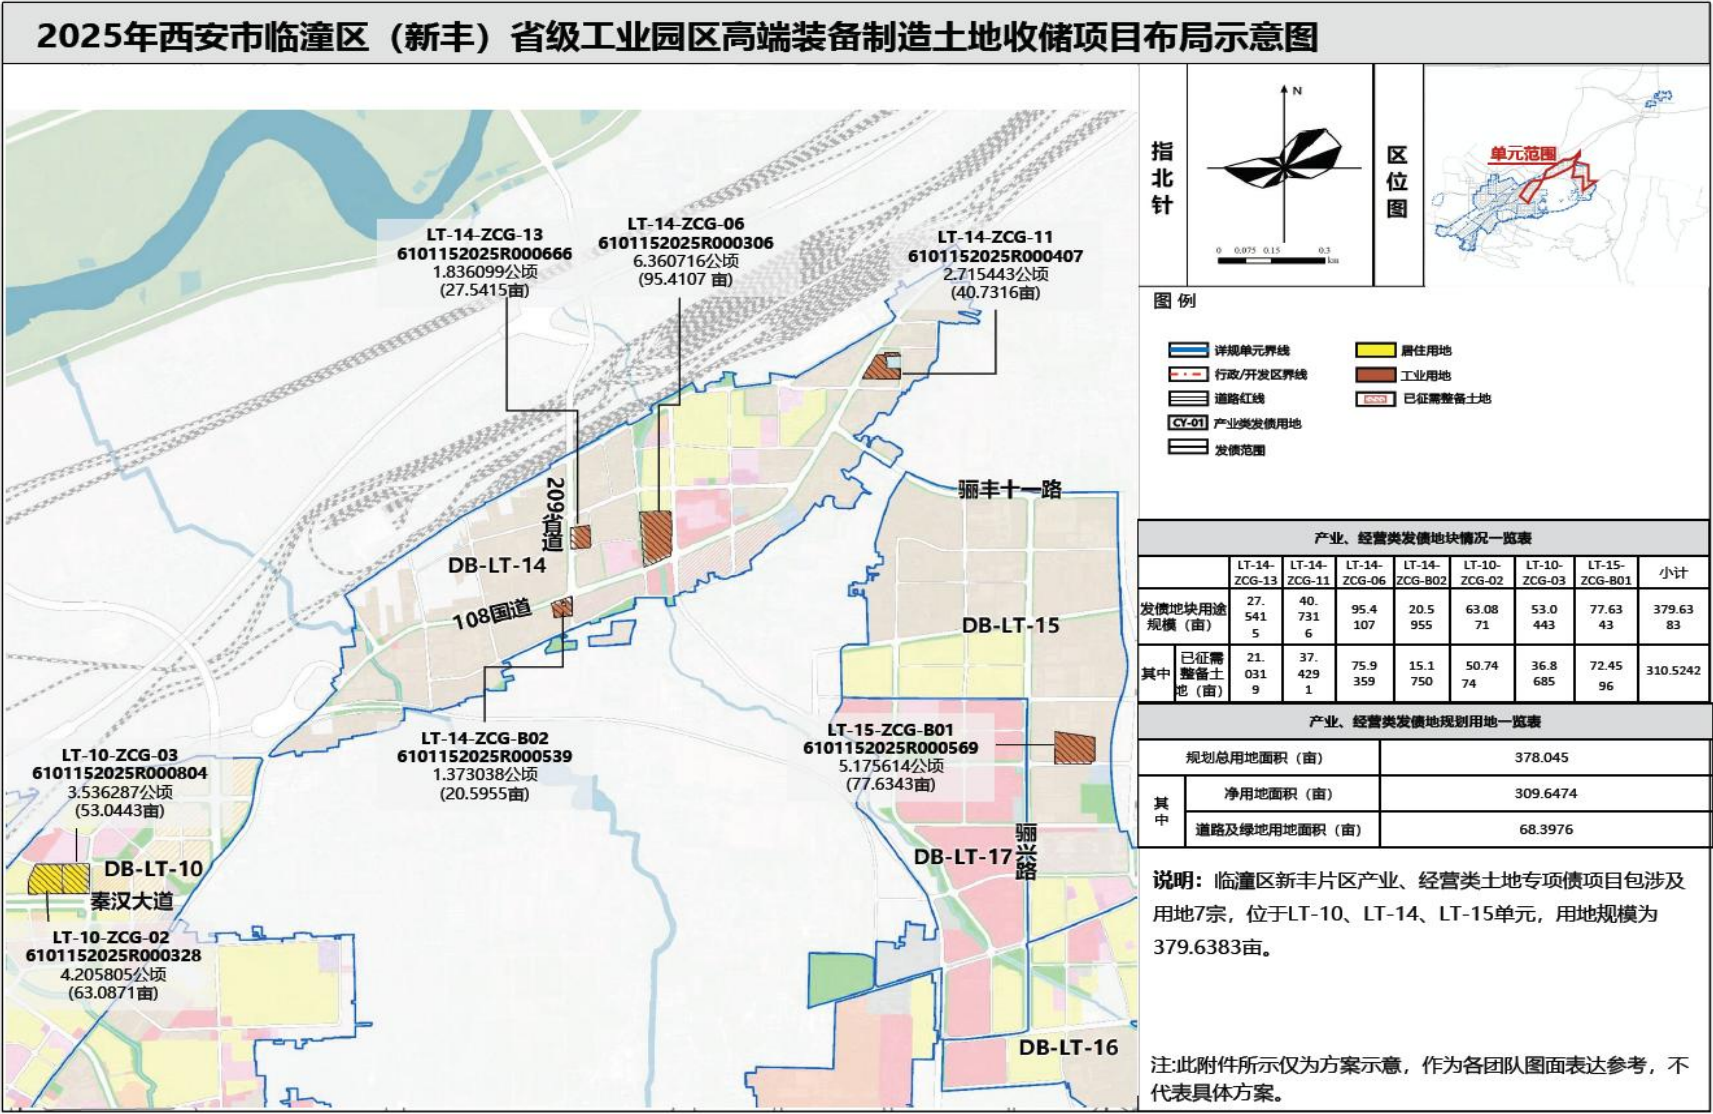 2025年西安市临潼区（新丰）省级工业园区高端装备制造土地收储项目布局示意图
LT-14-ZCG-13
6101152025R000666
1.836099公顷
(27.5415亩)
LT-14-ZCG-06
6101152025R000306
6.360716公顷
(95.4107 亩)
LT-14-ZCG-11
6101152025R000407
2.715443公顷
(40.7316亩)
209省道
DB-LT-14
108国道
骊丰十一路
DB-LT-15
LT-14-ZCG-B02
6101152025R000539
1.373038公顷
(20.5955亩)
LT-15-ZCG-B01
6101152025R000569
5.175614公顷
(77.6343亩)
LT-10-ZCG-03
6101152025R000804
3.536287公顷
(53.0443亩)
DB-LT-10
秦汉大道
LT-10-ZCG-02
6101152025R000328
4.205805公顷
(63.0871亩)
DB-LT-17
骊兴路
DB-LT-16
指北针
N
0 0.075 0.15 0.3
km
区位图
单元范围
图 例
详规单元界线
行政/开发区界线
道路红线
CY-01 产业类发债用地
发债范围
居住用地
工业用地
已征需整备土地
产业、经营类发债地块情况一览表
LT-14-ZCG-13 LT-14-ZCG-11 LT-14-ZCG-06 LT-14-ZCG-B02 LT-10-ZCG-02 LT-10-ZCG-03 LT-15-ZCG-B01 小计
发债地块用途规模（亩） 27.5415 40.7316 95.4107 20.5955 63.0871 53.0443 77.6343 379.6383
其中 已征需整备土地（亩） 21.0319 37.4291 75.9359 15.1750 50.7474 36.8685 72.4596 310.5242
产业、经营类发债地规划用地一览表
规划总用地面积（亩） 378.045
其中 净用地面积（亩） 309.6474
道路及绿地用地面积（亩） 68.3976
说明：临潼区新丰片区产业、经营类土地专项债项目包涉及
用地7宗，位于LT-10、LT-14、LT-15单元，用地规模为
379.6383亩。
注:此附件所示仅为方案示意，作为各团队图面表达参考，不
代表具体方案。